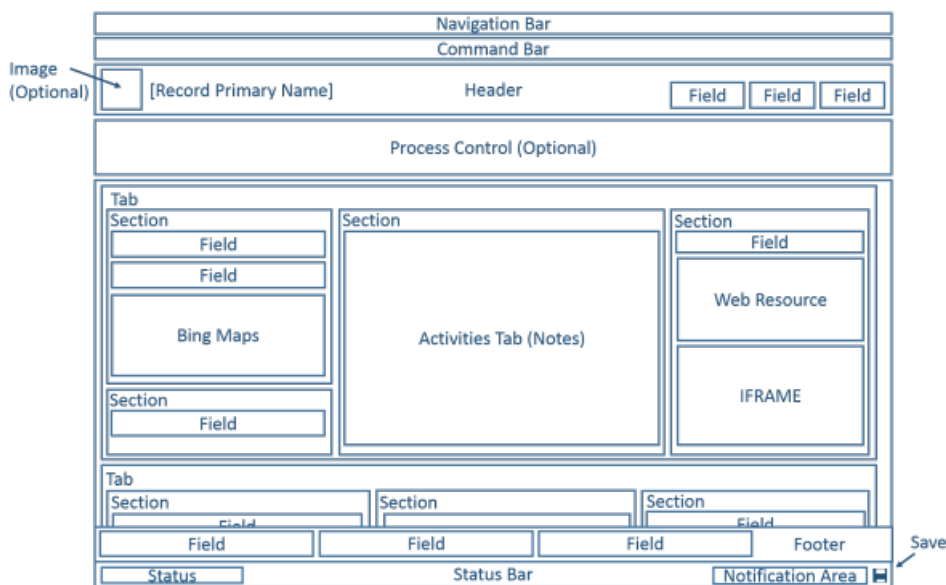 Navigation Bar
Command Bar
Image
(Optional)
[Record Primary Name]
Header
Field
Field
Field
Process Control (Optional)
Tab
Section
Field
Field
Bing Maps
Section
Field
Section
Activities Tab (Notes)
Section
Field
Web Resource
IFRAME
Tab
Section
Field
Section
Section
Field
Field
Field
Field
Footer
Save
Status
Status Bar
Notification Area